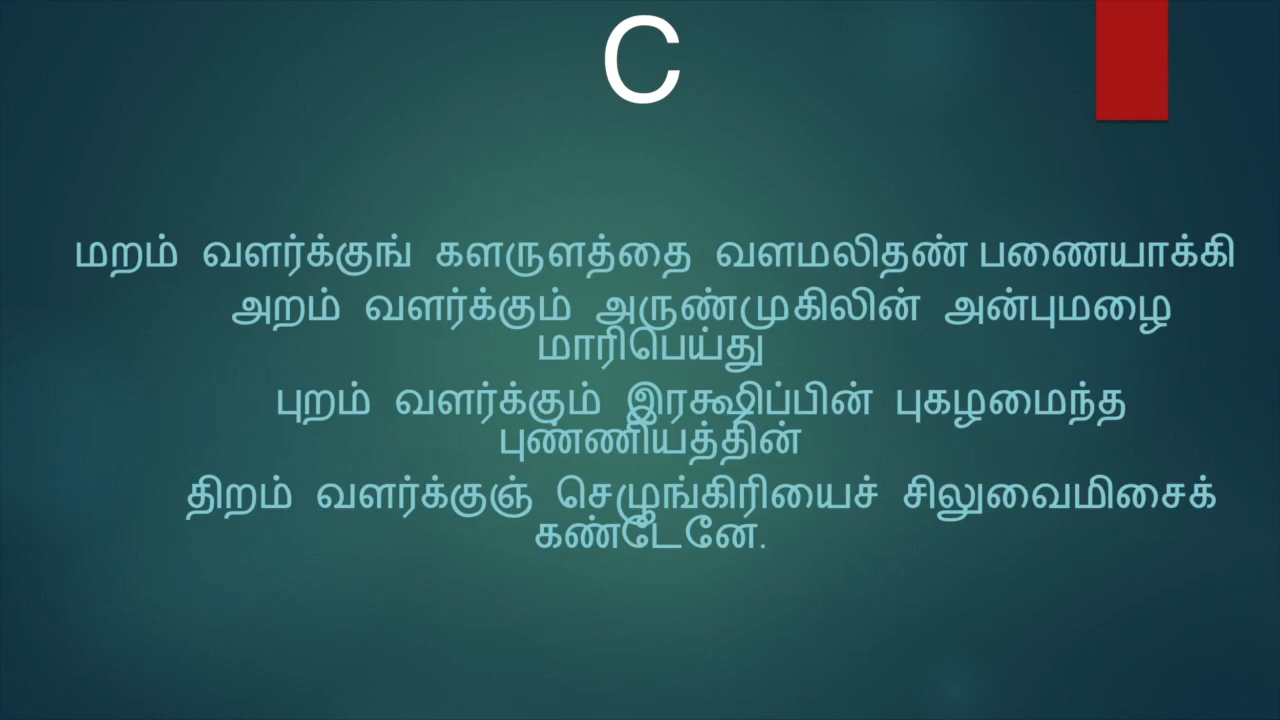 C
மறம் வளர்க்குங் களருளத்தை வளமலிதண் பணையாக்கி
அறம் வளர்க்கும் அருண்முகிலின் அன்புமழை
மாரிபெய்து
புறம் வளர்க்கும் இரக்ஷிப்பின் புகழமைந்த
புண்ணியத்தின்
திறம் வளர்க்குஞ் செழுங்கிரியைச் சிலுவைமிசைக்
கண்டேனே.